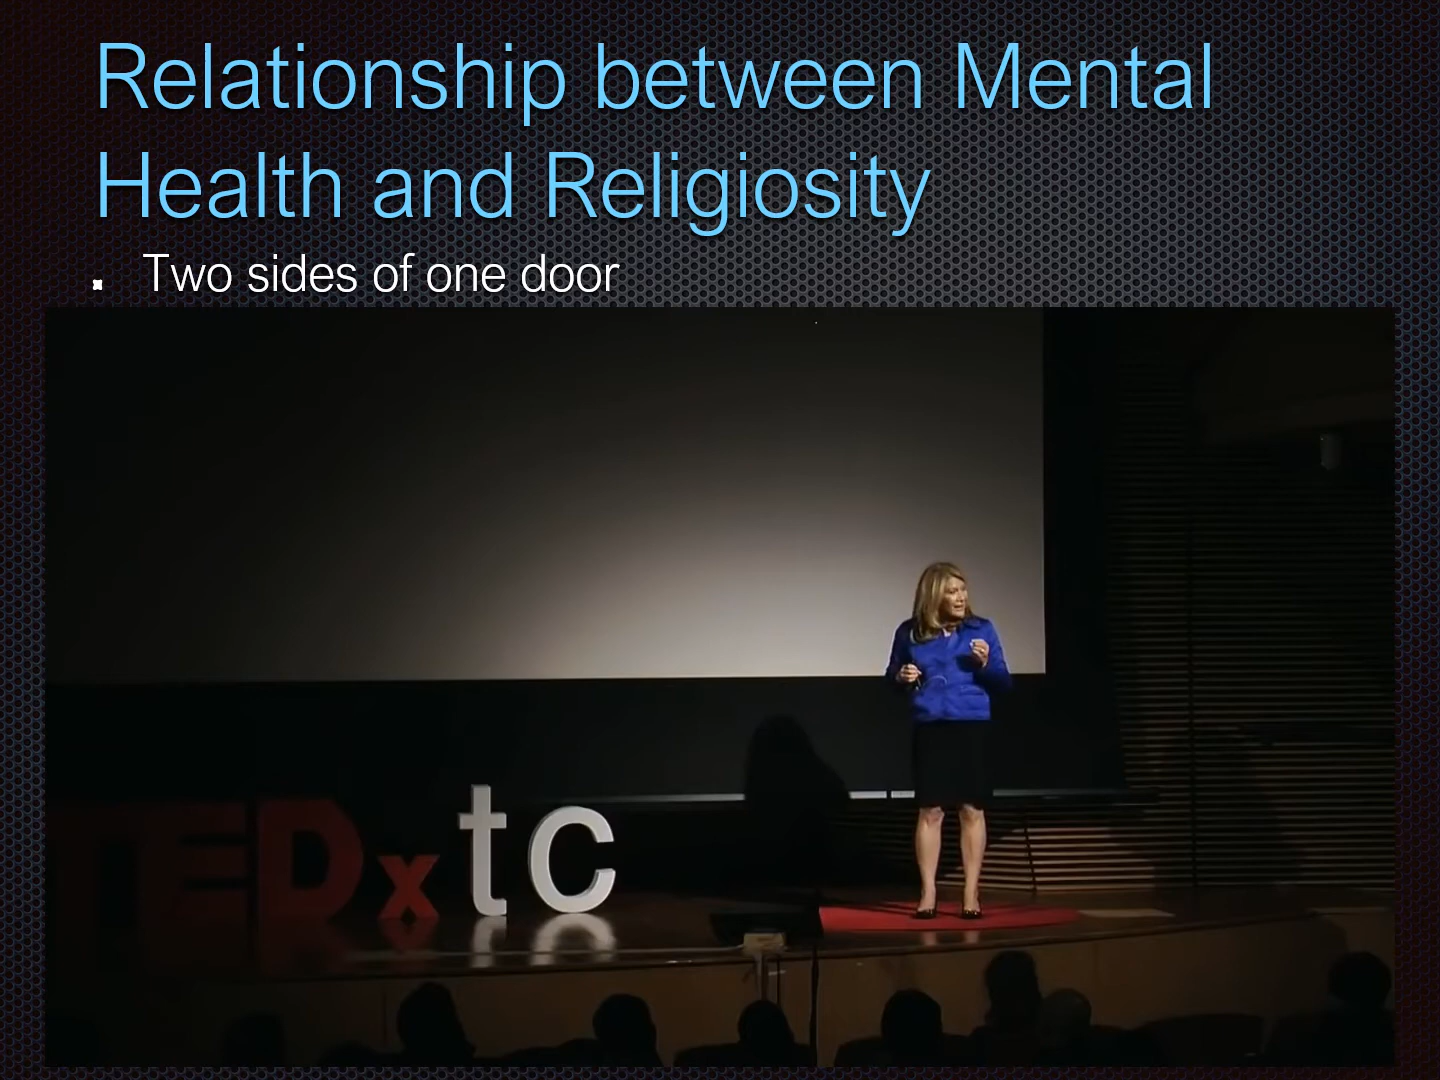 Relationship between Mental
Health and Religiosity
Two sides of one door
TEDxtc